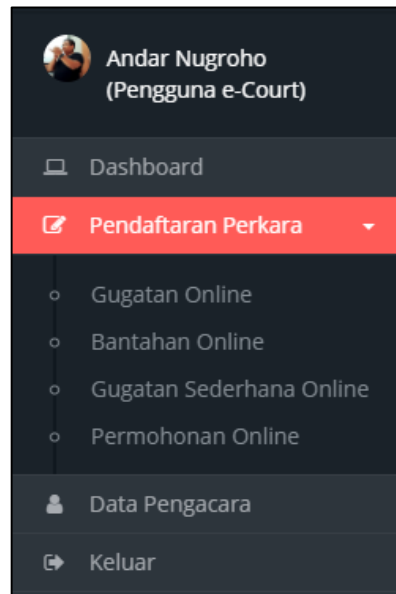 Andar Nugroho
(Pengguna e-Court)
Dashboard
Pendaftaran Perkara
Gugatan Online
Bantahan Online
Gugatan Sederhana Online
Permohonan Online
Data Pengacara
Keluar